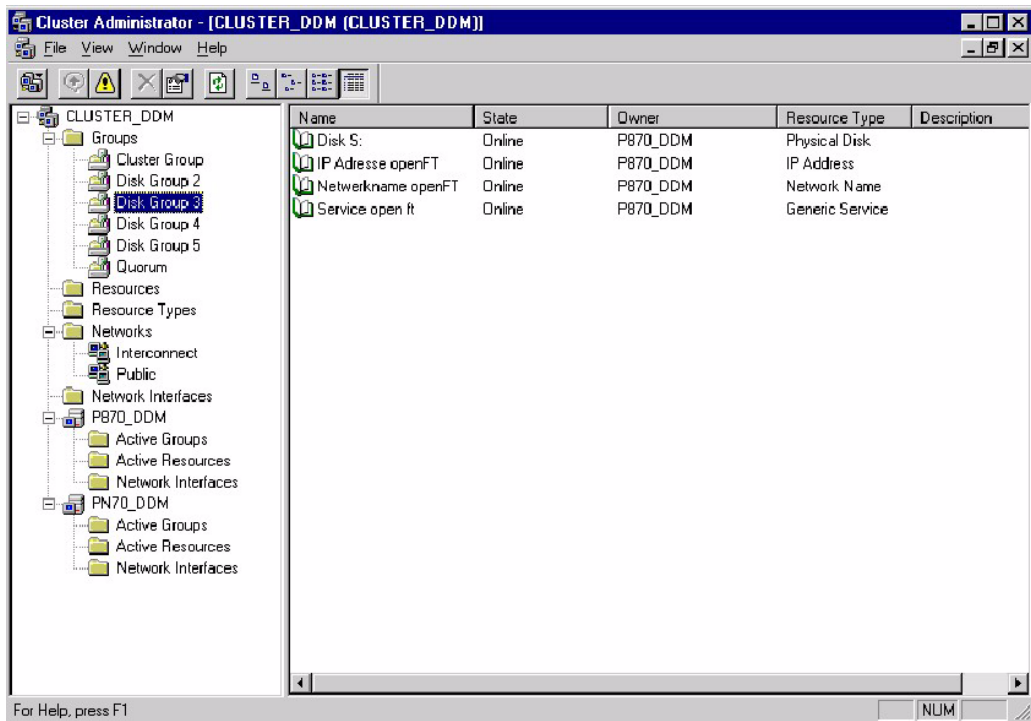 Cluster Administrator - [CLUSTER_DDM (CLUSTER_DDM)]
File View Window Help
CLUSTER_DDM
Groups
Cluster Group
Disk Group 2
Disk Group 3
Disk Group 4
Disk Group 5
Quorum
Resources
Resource Types
Networks
Interconnect
Public
Network Interfaces
P870_DDM
Active Groups
Active Resources
Network Interfaces
PN70_DDM
Active Groups
Active Resources
Network Interfaces
Name State Owner Resource Type Description
Disk S: Online P870_DDM Physical Disk
IP Adresse openFT Online P870_DDM IP Address
Netwerkname openFT Online P870_DDM Network Name
Service open ft Online P870_DDM Generic Service
For Help, press F1
NUM